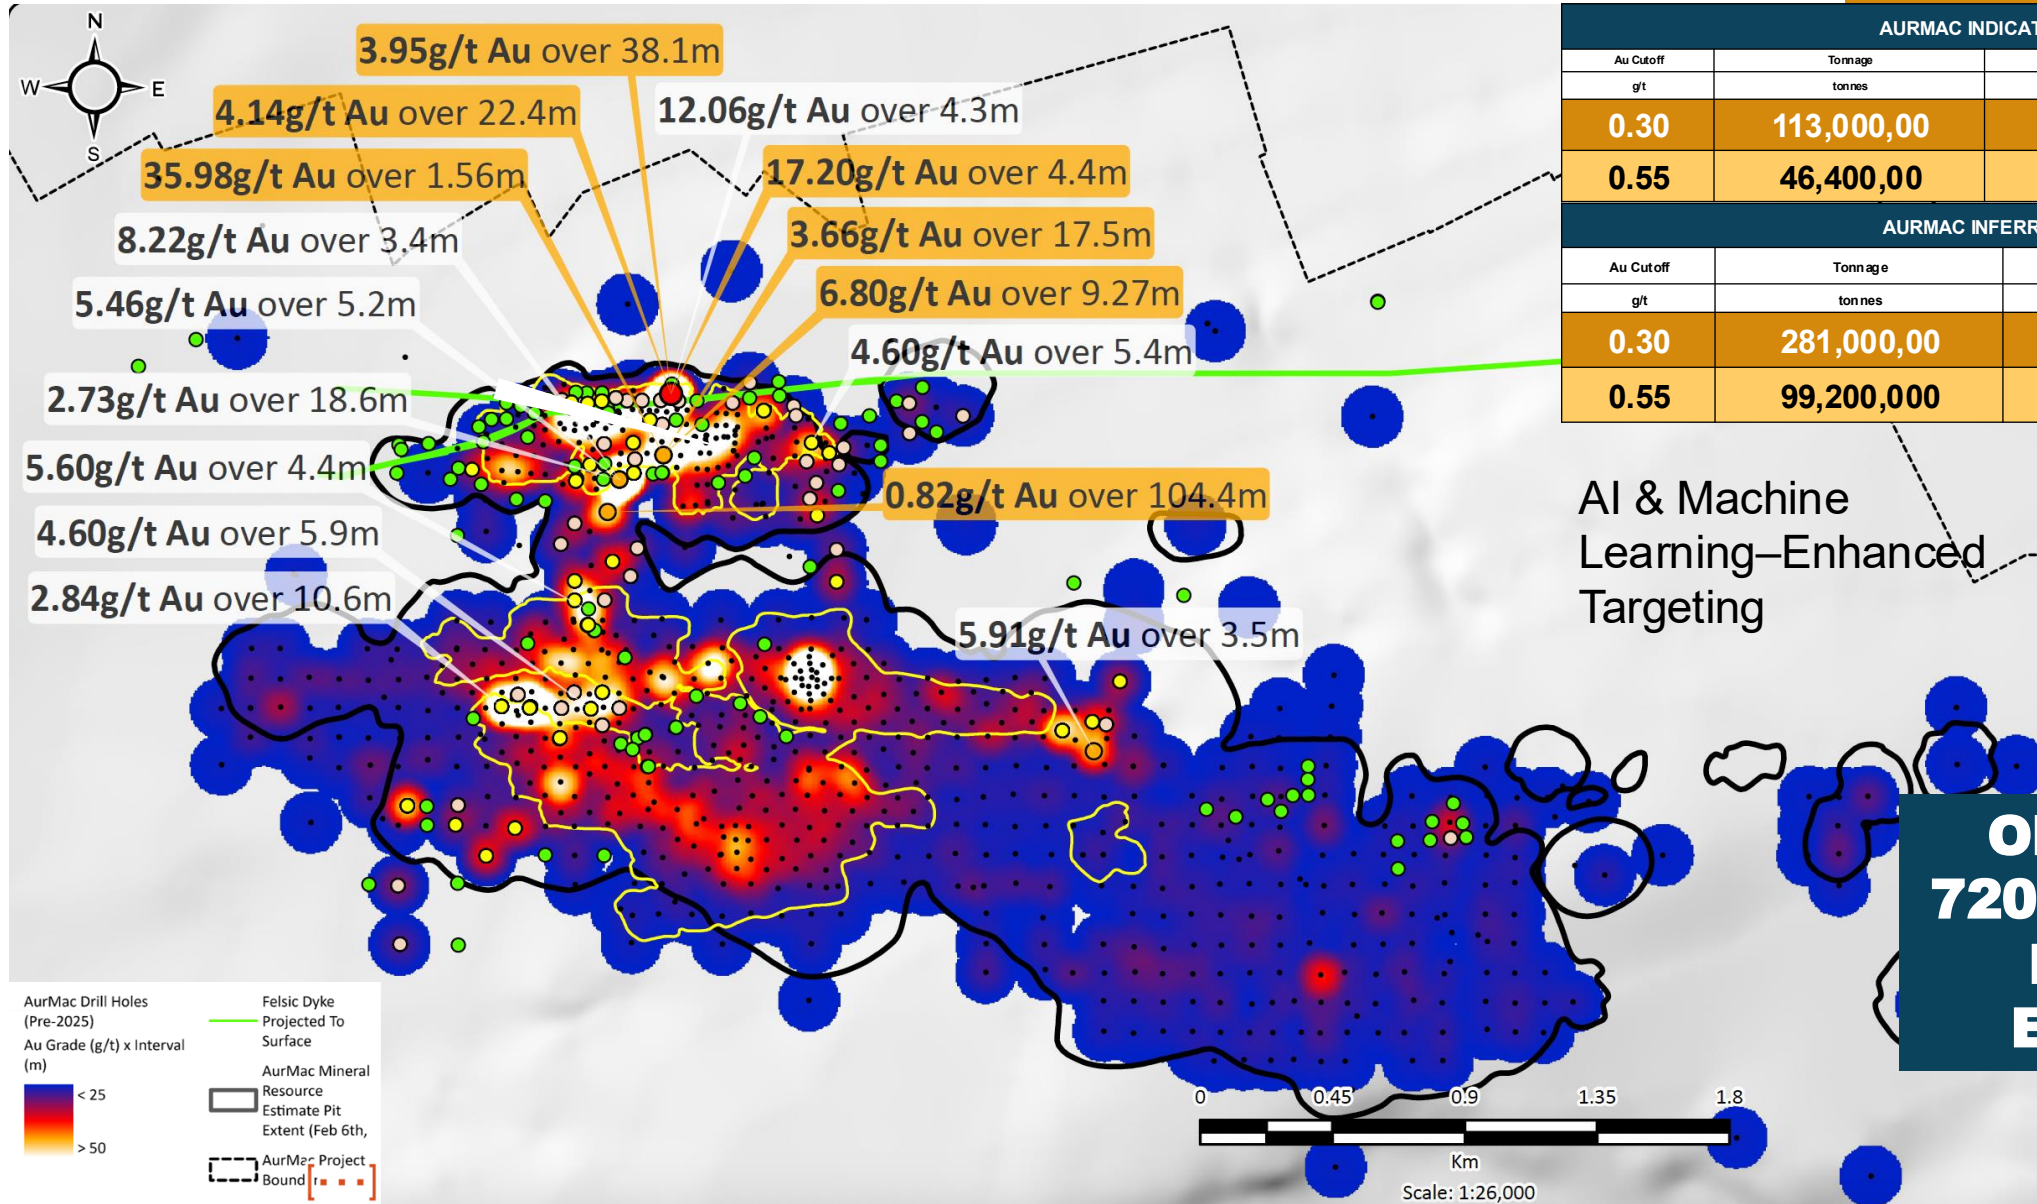 N
W
E
S
3.95g/t Au over 38.1m
4.14g/t Au over 22.4m
12.06g/t Au over 4.3m
35.98g/t Au over 1.56m
17.20g/t Au over 4.4m
8.22g/t Au over 3.4m
3.66g/t Au over 17.5m
5.46g/t Au over 5.2m
6.80g/t Au over 9.27m
4.60g/t Au over 5.4m
2.73g/t Au over 18.6m
5.60g/t Au over 4.4m
0.82g/t Au over 104.4m
4.60g/t Au over 5.9m
2.84g/t Au over 10.6m
5.91g/t Au over 3.5m
AURMAC INDICAT
Au Cutoff Tonnage
g/t tonnes
0.30 113,000,00
0.55 46,400,00
AURMAC INFERR
Au Cutoff Tonnage
g/t tonnes
0.30 281,000,00
0.55 99,200,000
AI & Machine
Learning–Enhanced
Targeting
720
E
AurMac Drill Holes
(Pre-2025)
Au Grade (g/t) x Interval
(m)
< 25
> 50
Felsic Dyke
Projected To
Surface
AurMac Mineral
Resource
Estimate Pit
Extent (Feb 6th,
AurMac Project
Bound
0 0.45 0.9 1.35 1.8
Km
Scale: 1:26,000